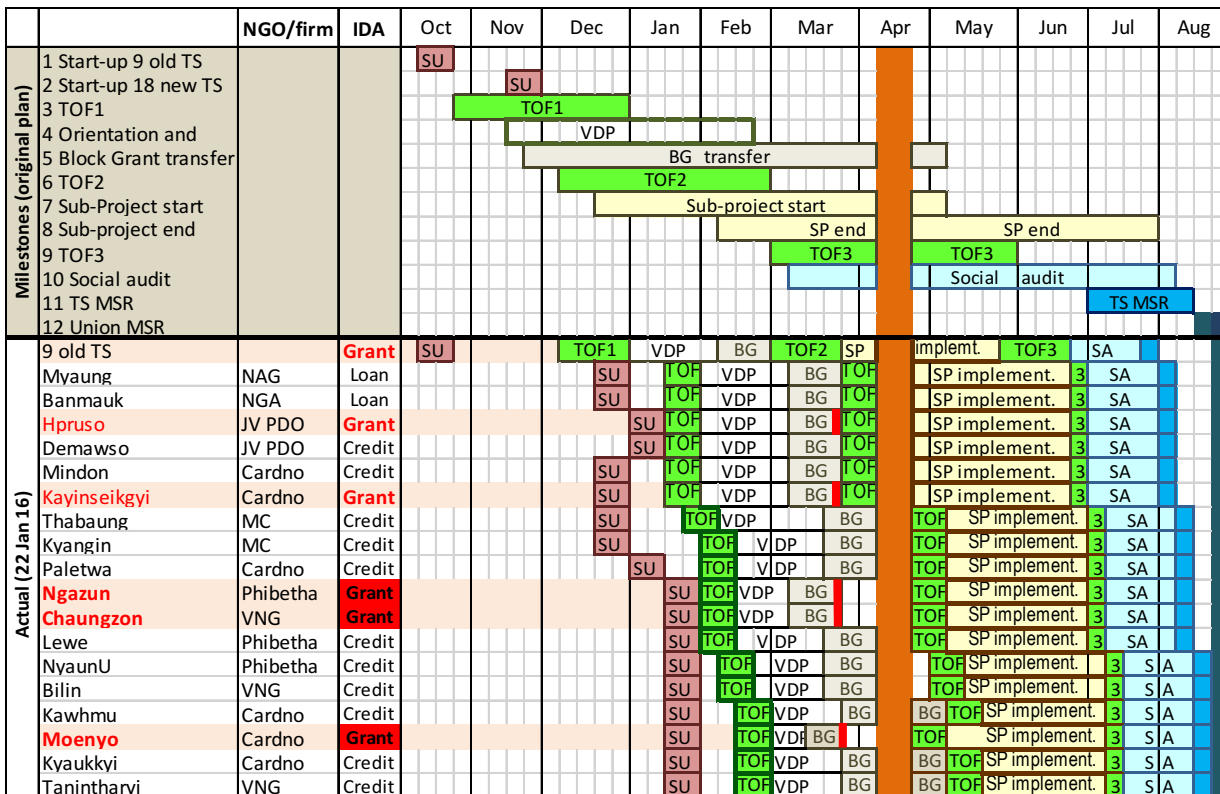 NGO/firm IDA Oct Nov Dec Jan Feb Mar Apr May Jun Jul Aug
Milestones (original plan)
1 Start-up 9 old TS SU
2 Start-up 18 new TS SU
3 TOF1 TOF1
4 Orientation and VDP
5 Block Grant transfer BG transfer
6 TOF2 TOF2
7 Sub-Project start Sub-project start
8 Sub-project end SP end SP end
9 TOF3 TOF3 TOF3
10 Social audit Social audit
11 TS MSR TS MSR
12 Union MSR
Actual (22 Jan 16)
9 old TS Grant SU TOF1 VDP BG TOF2 SP implemt. TOF3 SA
Myaung NAG Loan SU TOF VDP BG TOF SP implement. 3 SA
Banmauk NGA Loan SU TOF VDP BG TOF SP implement. 3 SA
Hpruso JV PDO Grant SU TOF VDP BG TOF SP implement. 3 SA
Demawso JV PDO Credit SU TOF VDP BG TOF SP implement. 3 SA
Mindon Cardno Credit SU TOF VDP BG TOF SP implement. 3 SA
Kayinseikgyi Cardno Grant SU TOF VDP BG TOF SP implement. 3 SA
Thabaung MC Credit SU TOF VDP BG TOF SP implement. 3 SA
Kyangin MC Credit SU TOF VDP BG TOF SP implement. 3 SA
Paletwa Cardno Credit SU TOF VDP BG TOF SP implement. 3 SA
Ngazun Phibetha Grant SU TOF VDP BG TOF SP implement. 3 SA
Chaungzon VNG Grant SU TOF VDP BG TOF SP implement. 3 SA
Lewe Phibetha Credit SU TOF VDP BG TOF SP implement. 3 SA
NyaunU Phibetha Credit SU TOF VDP BG TOF SP implement. 3 SA
Bilin VNG Credit SU TOF VDP BG TOF SP implement. 3 SA
Kawhmu Cardno Credit SU TOF VDP BG BG TOF SP implement. 3 SA
Moenyo Cardno Grant SU TOF VDP BG TOF SP implement. 3 SA
Kyaukkyi Cardno Credit SU TOF VDP BG BG TOF SP implement. 3 SA
Tanintharyi VNG Credit SU TOF VDP BG BG TOF SP implement. 3 SA